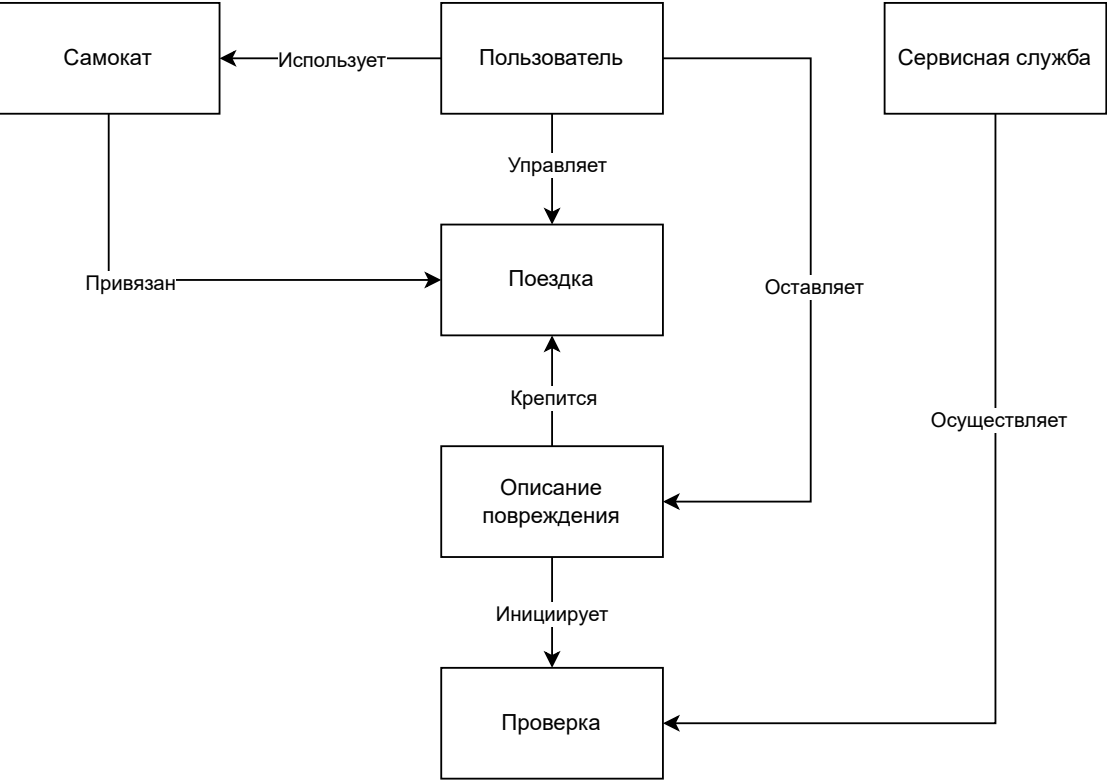 Самокат
Использует
Пользователь
Сервисная служба
Управляет
Поездка
Привязан
Оставляет
Крепится
Осуществляет
Описание
повреждения
Инициирует
Проверка